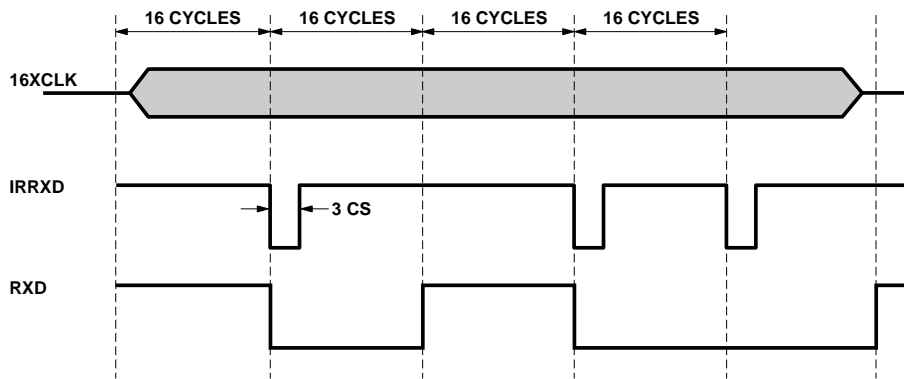 16 CYCLES 16 CYCLES 16 CYCLES 16 CYCLES
16XCLK
IRRXD
3 CS
RXD